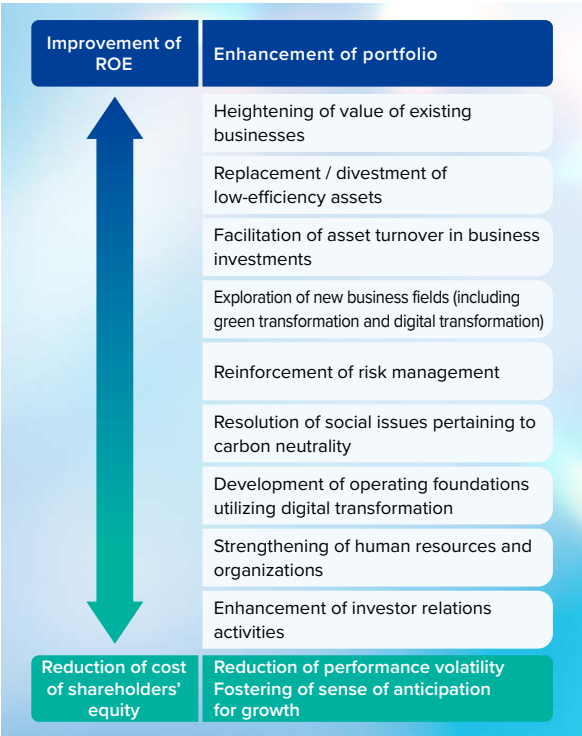 Improvement of
ROE
Enhancement of portfolio
Heightening of value of existing
businesses
Replacement / divestment of
low-efficiency assets
Facilitation of asset turnover in business
investments
Exploration of new business fields (including
green transformation and digital transformation)
Reinforcement of risk management
Resolution of social issues pertaining to
carbon neutrality
Development of operating foundations
utilizing digital transformation
Strengthening of human resources and
organizations
Enhancement of investor relations
activities
Reduction of cost
of shareholders’
equity
Reduction of performance volatility
Fostering of sense of anticipation
for growth